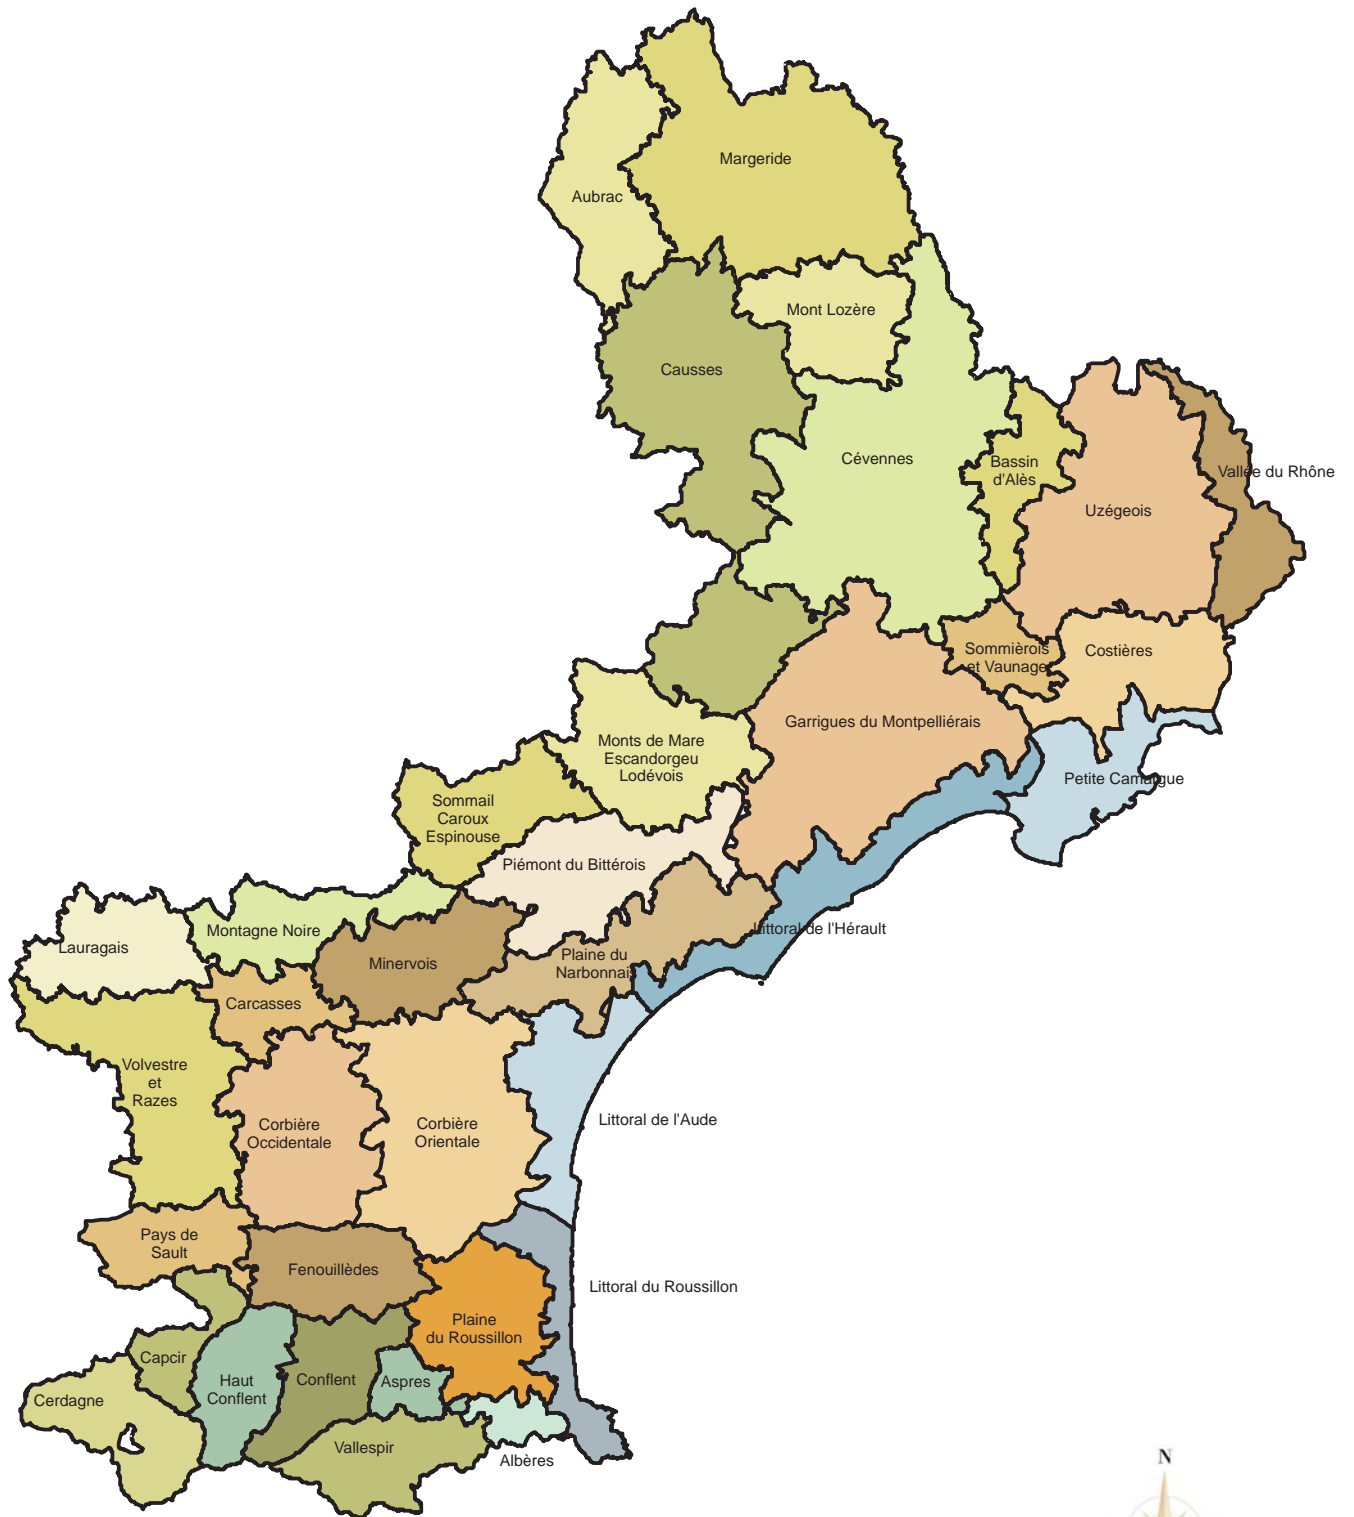 Margeride
Aubrac
Mont Lozère
Causses
Cévennes
Bassin
d'Alès
Vallée du Rhône
Uzégeois
Sommièrois
et Vaunage
Costières
Garrigues du Montpelliérais
Monts de Mare
Escandorgeu
Lodévois
Petite Camargue
Sommail
Caroux
Espinouse
Piémont du Bittérois
Littoral de l'Hérault
Montagne Noire
Lauragais
Minervois
Plaine du
Narbonnais
Carcasses
Volvestre
et
Razes
Corbière
Occidentale
Corbière
Orientale
Littoral de l'Aude
Pays de
Sault
Fenouillèdes
Littoral du Roussillon
Plaine
du Roussillon
Capcir
Haut
Conflent
Conflent
Aspres
Cerdagne
Vallespir
Albères
N